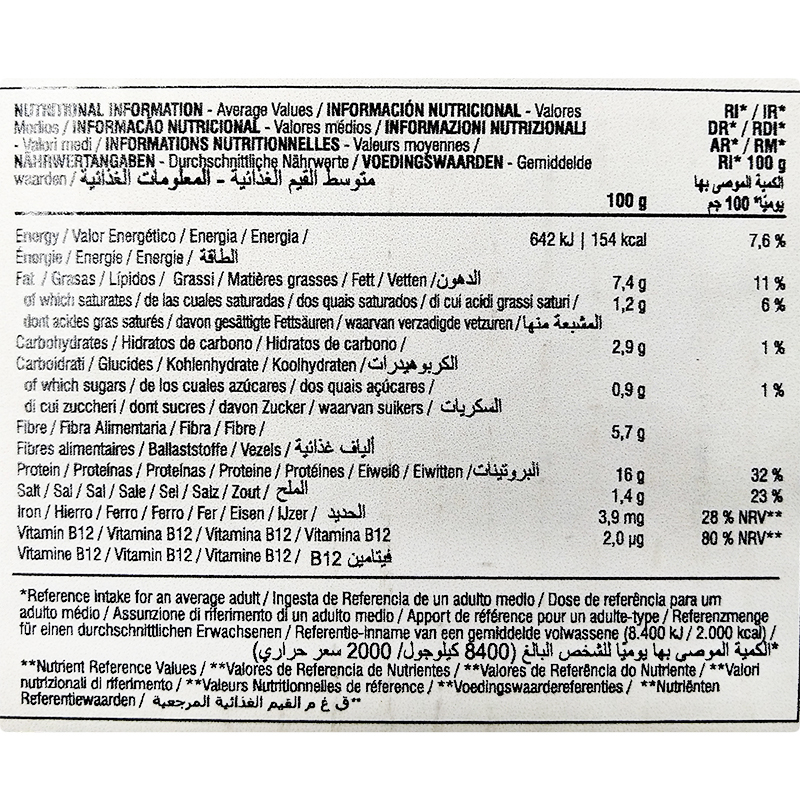 NUTRITIONAL INFORMATION - Average Values / INFORMACIÓN NUTRICIONAL - Valores
Medios / INFORMAÇÃO NUTRICIONAL - Valores médios / INFORMAZIONI NUTRIZIONALI
- Valori medi / INFORMATIONS NUTRITIONNELLES - Valeurs moyennes /
NÄHRWERTANGABEN - Durchschnittliche Nährwerte / VOEDINGSWAARDEN - Gemiddelde
waarden / متوسط القيم الغذائية - المعلومات الغذائية
RI* / IR*
DR* / RDI*
AR* / RM*
RI* 100 g
الكمية الموصى بها
يوميًا* 100 جم
100 g
Energy / Valor Energético / Energia / Energia / 642 kJ | 154 kcal 7,6 %
Énergie / Energie / Energie / الطاقة
Fat / Grasas / Lípidos / Grassi / Matières grasses / Fett / Vetten / الدهون 7,4 g 11 %
of which saturates / de las cuales saturadas / dos quais saturados / di cui acidi grassi saturi / 1,2 g 6 %
dont acides gras saturés / davon gesättigte Fettsäuren / waarvan verzadigde vetzuren / المشبعة منها
Carbohydrates / Hidratos de carbono / Hidratos de carbono / 2,9 g 1 %
Carboidrati / Glucides / Kohlenhydrate / Koolhydraten / الكربوهيدرات
of which sugars / de los cuales azúcares / dos quais açúcares / 0,9 g 1 %
di cui zuccheri / dont sucres / davon Zucker / waarvan suikers / السكريات
Fibre / Fibra Alimentaria / Fibra / Fibre / 5,7 g
Fibres alimentaires / Ballaststoffe / Vezels / ألياف غذائية
Protein / Proteínas / Proteínas / Proteine / Protéines / Eiweiß / Eiwitten / البروتينات 16 g 32 %
Salt / Sal / Sal / Sale / Sel / Salz / Zout / الملح 1,4 g 23 %
Iron / Hierro / Ferro / Ferro / Fer / Eisen / IJzer / الحديد 3,9 mg 28 % NRV**
Vitamin B12 / Vitamina B12 / Vitamina B12 / Vitamina B12 2,0 µg 80 % NRV**
Vitamine B12 / Vitamin B12 / Vitamine B12 / فيتامين B12
*Reference intake for an average adult / Ingesta de Referencia de un adulto medio / Dose de referência para um
adulto médio / Assunzione di riferimento di un adulto medio / Apport de référence pour un adulte-type / Referenzmenge
für einen durchschnittlichen Erwachsenen / Referentie-inname van een gemiddelde volwassene (8.400 kJ / 2.000 kcal) /
*الكمية الموصى بها يوميًا للشخص البالغ (8400 كيلوجول/ 2000 سعر حراري)
**Nutrient Reference Values / **Valores de Referencia de Nutrientes / **Valores de Referência do Nutriente / **Valori
nutrizionali di riferimento / **Valeurs Nutritionnelles de réference / **Voedingswaardereferenties / **Nutriënten
Referentiewaarden / **ق غ م القيم الغذائية المرجعية